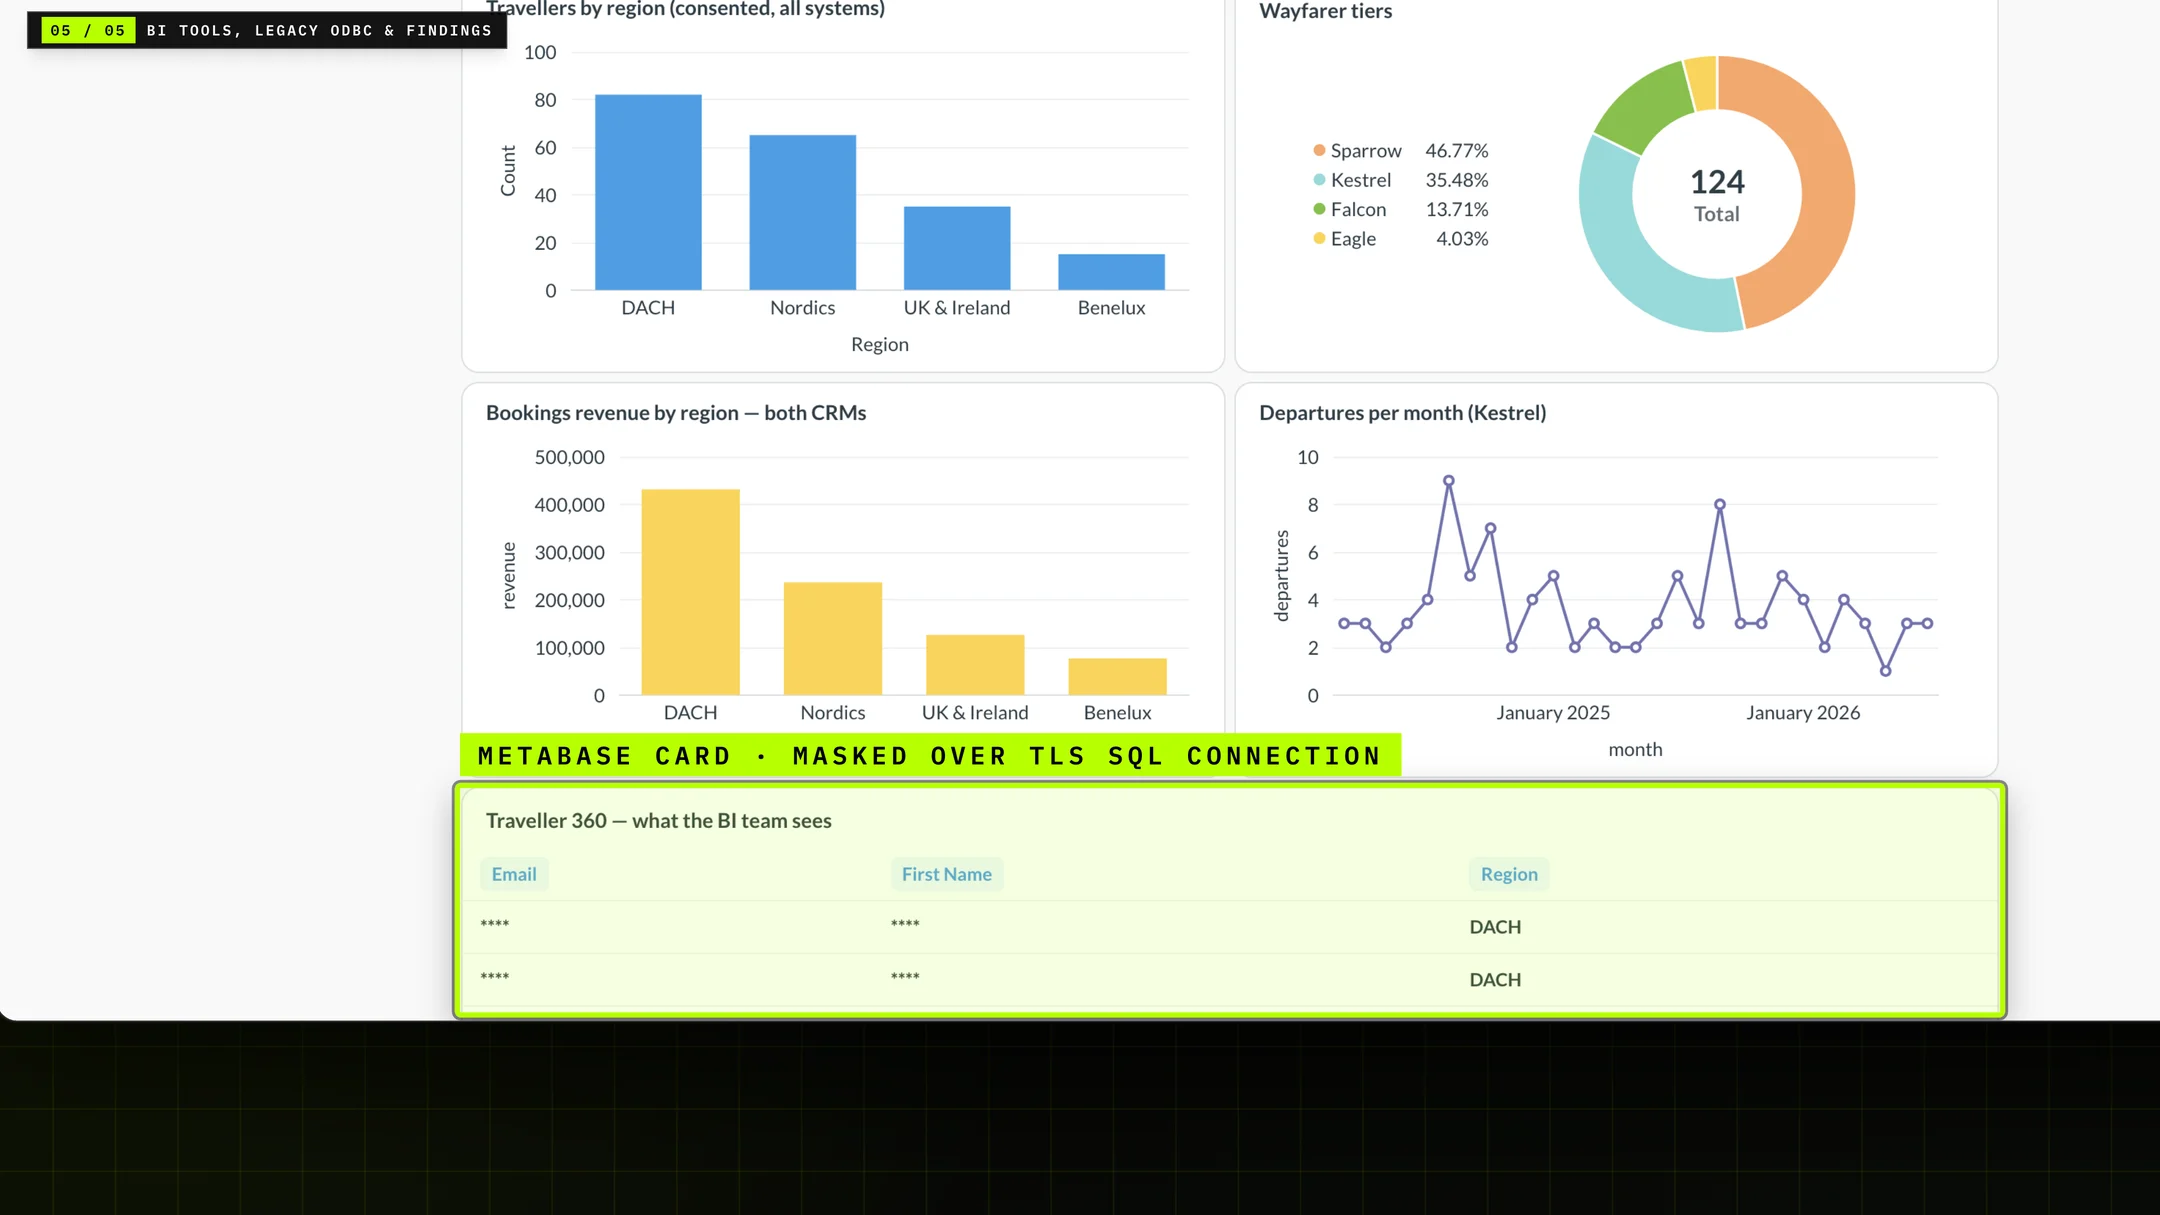 05 / 05 BI TOOLS, LEGACY ODBC & FINDINGS
Travellers by region (consented, all systems)
100
80
60
40
20
0
Count
DACH Nordics UK & Ireland Benelux
Region
Wayfarer tiers
Sparrow 46.77%
Kestrel 35.48%
Falcon 13.71%
Eagle 4.03%
124
Total
Bookings revenue by region — both CRMs
500,000
400,000
300,000
200,000
100,000
0
revenue
DACH Nordics UK & Ireland Benelux
Departures per month (Kestrel)
10
8
6
4
2
0
departures
January 2025 January 2026
month
METABASE CARD · MASKED OVER TLS SQL CONNECTION
Traveller 360 — what the BI team sees
Email First Name Region
**** **** DACH
**** **** DACH